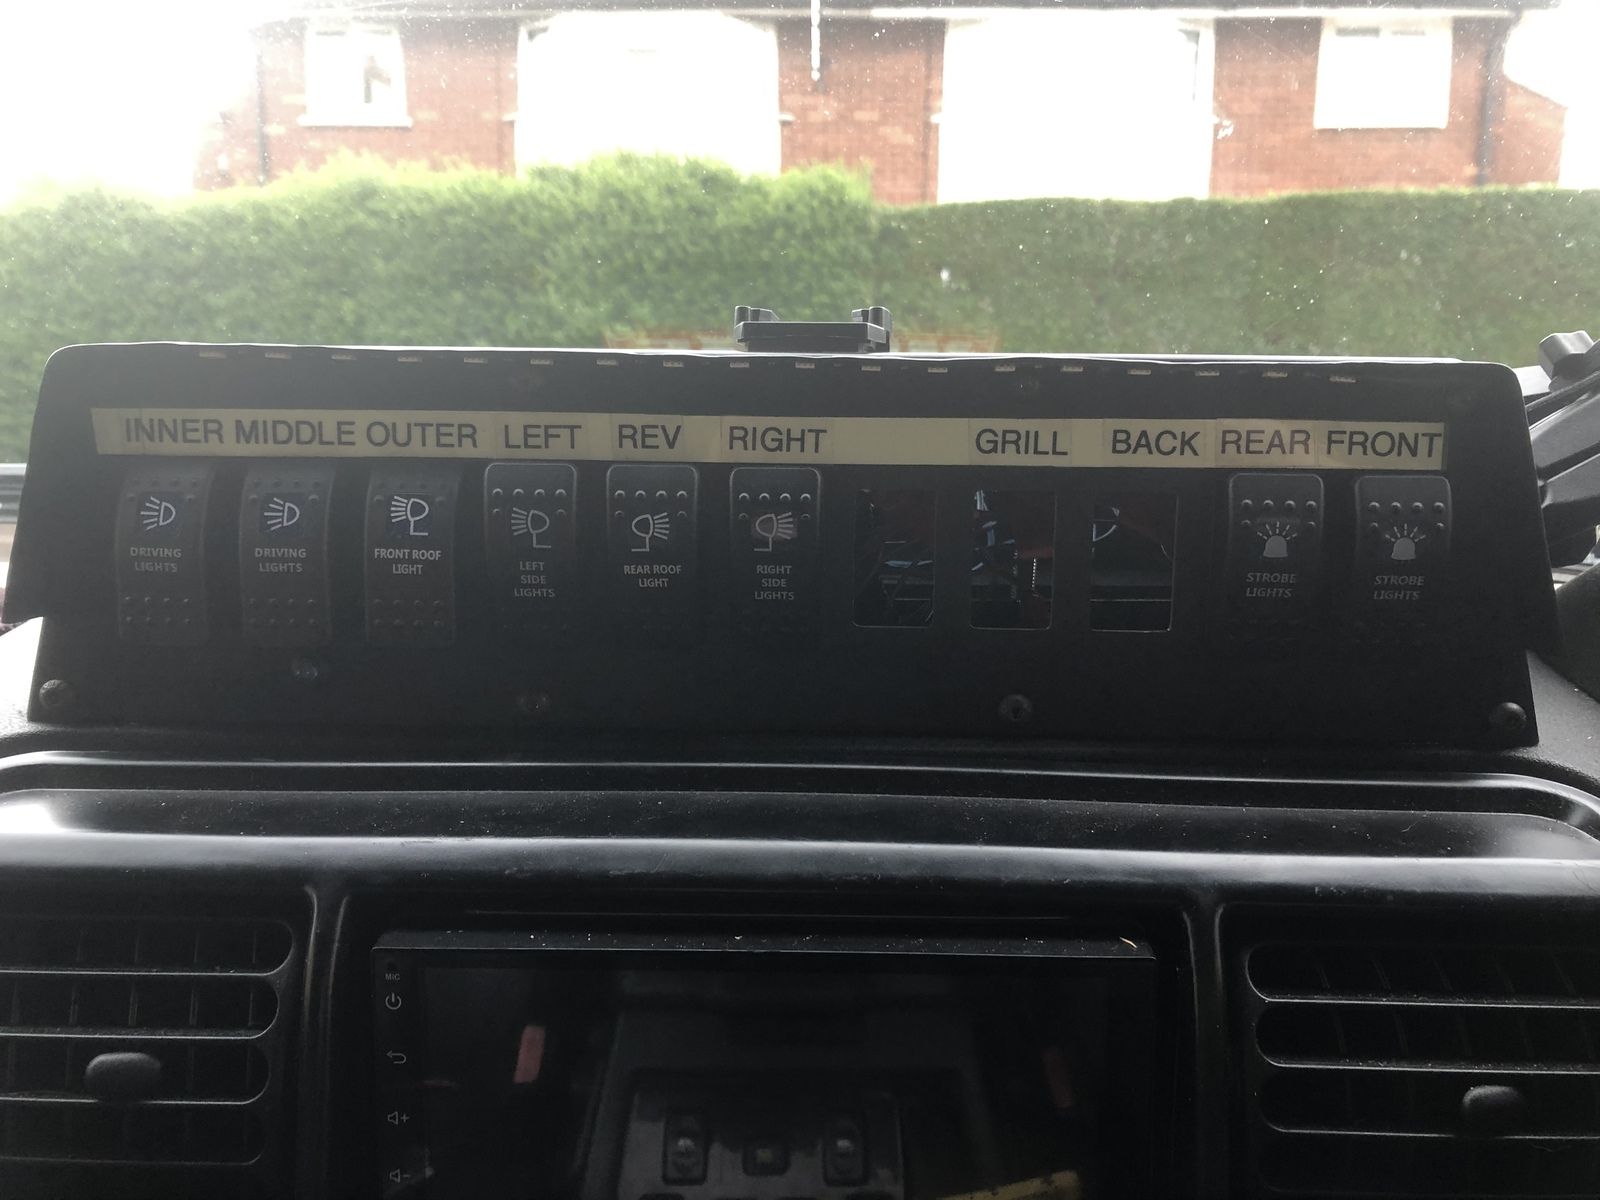 INNER MIDDLE OUTER LEFT REV RIGHT GRILL BACK REAR FRONT
DRIVING
LIGHTS
DRIVING
LIGHTS
FRONT ROOF
LIGHT
LEFT
SIDE
LIGHTS
REAR ROOF
LIGHT
RIGHT
SIDE
LIGHTS
STROBE
LIGHTS
STROBE
LIGHTS
MIC